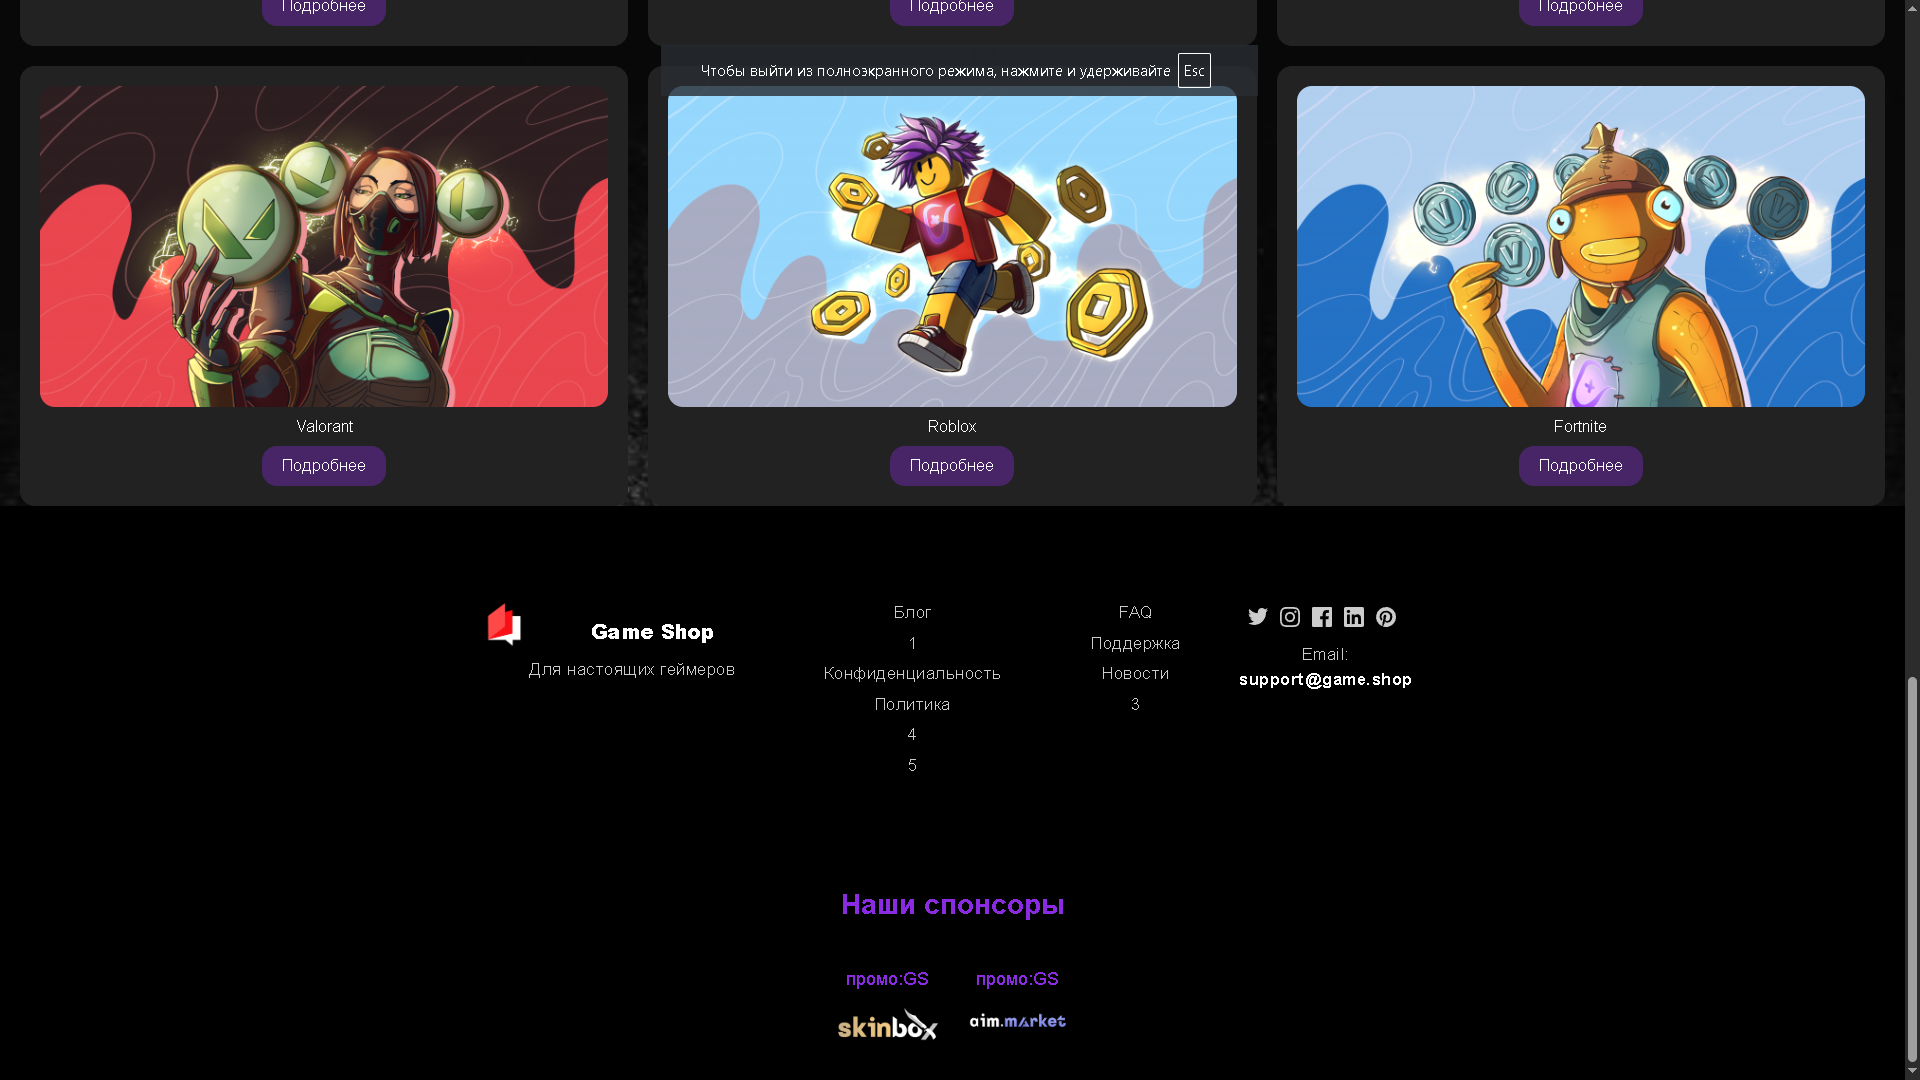 Подробнее
Подробнее
Подробнее
Чтобы выйти из полноэкранного режима, нажмите и удерживайте Esc
Valorant
Roblox
Fortnite
Подробнее
Подробнее
Подробнее
Game Shop
Для настоящих геймеров
Блог
1
Конфиденциальность
Политика
4
5
FAQ
Поддержка
Новости
3
Email:
support@game.shop
Наши спонсоры
промо:GS
промо:GS
skinbox
aim.market